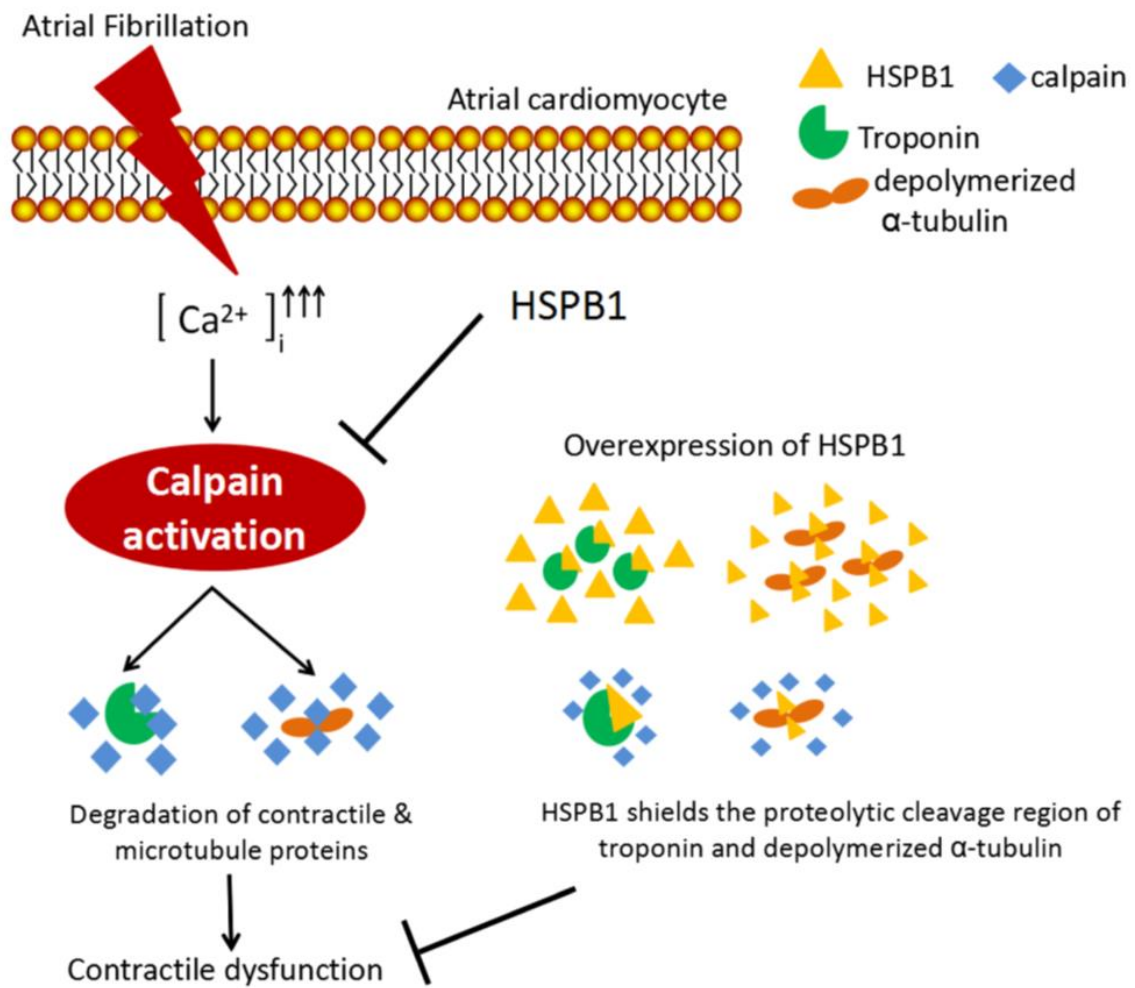 Atrial Fibrillation
Atrial cardiomyocyte
HSPB1
calpain
Troponin
depolymerized
α-tubulin
[ Ca²⁺ ]ᵢ↑↑↑
HSPB1
Calpain
activation
Overexpression of HSPB1
Degradation of contractile &
microtubule proteins
HSPB1 shields the proteolytic cleavage region of
troponin and depolymerized α-tubulin
Contractile dysfunction